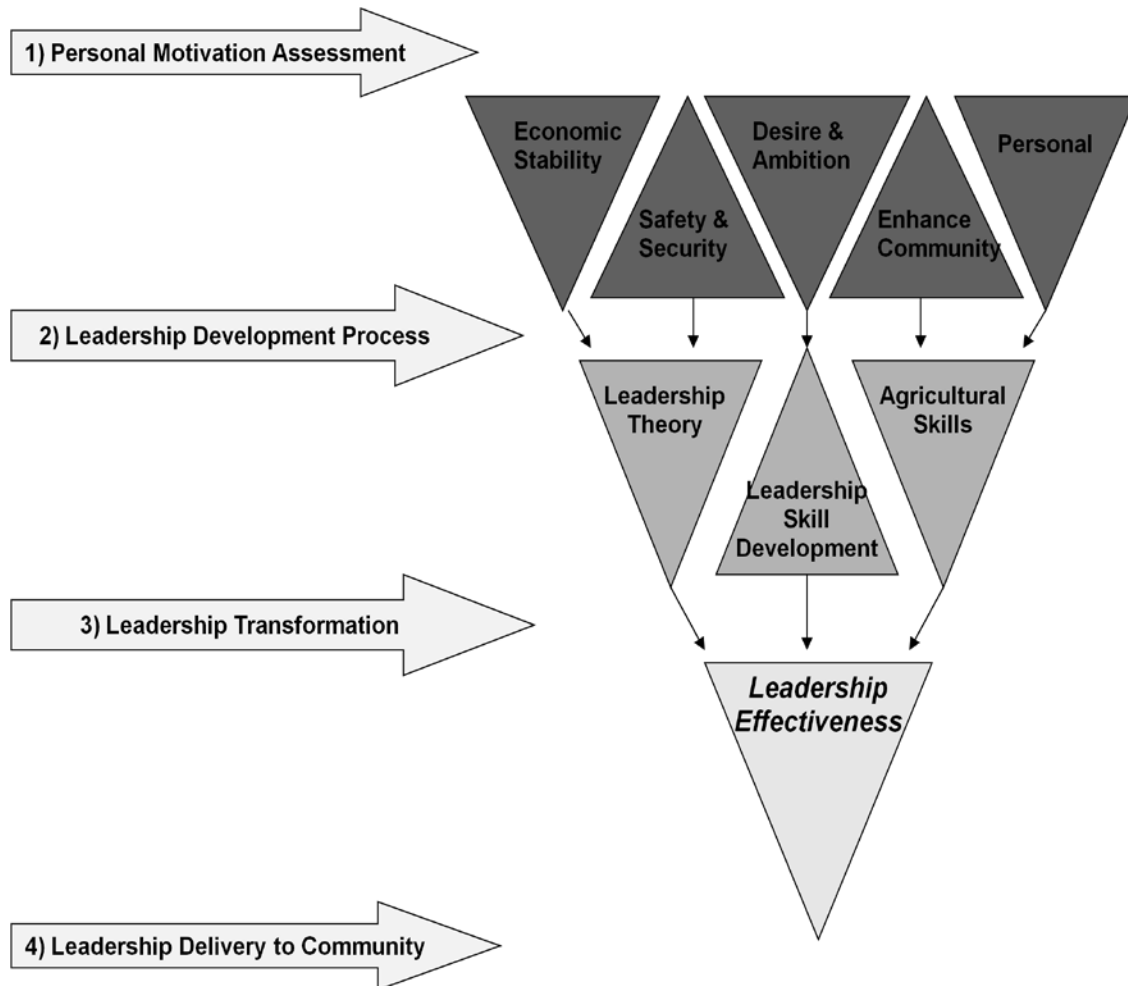 1) Personal Motivation Assessment
Economic
Stability
Safety &
Security
Desire &
Ambition
Enhance
Community
Personal
2) Leadership Development Process
Leadership
Theory
Leadership
Skill
Development
Agricultural
Skills
3) Leadership Transformation
Leadership
Effectiveness
4) Leadership Delivery to Community